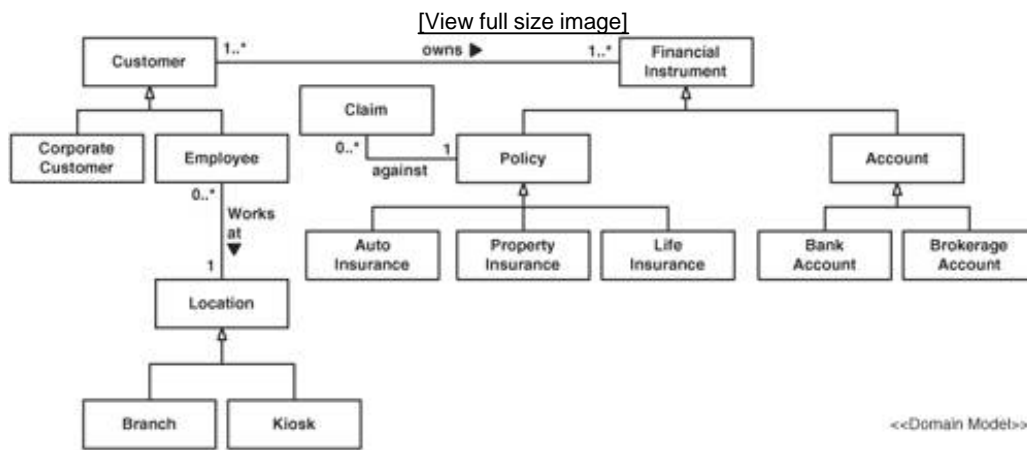 [View full size image]
Customer
1..*
owns ▶
1..*
Financial
Instrument
Claim
0..*
1
against
Corporate
Customer
Employee
Policy
Account
0..*
Works
at ▼
1
Auto
Insurance
Property
Insurance
Life
Insurance
Bank
Account
Brokerage
Account
Location
Branch
Kiosk
<<Domain Model>>